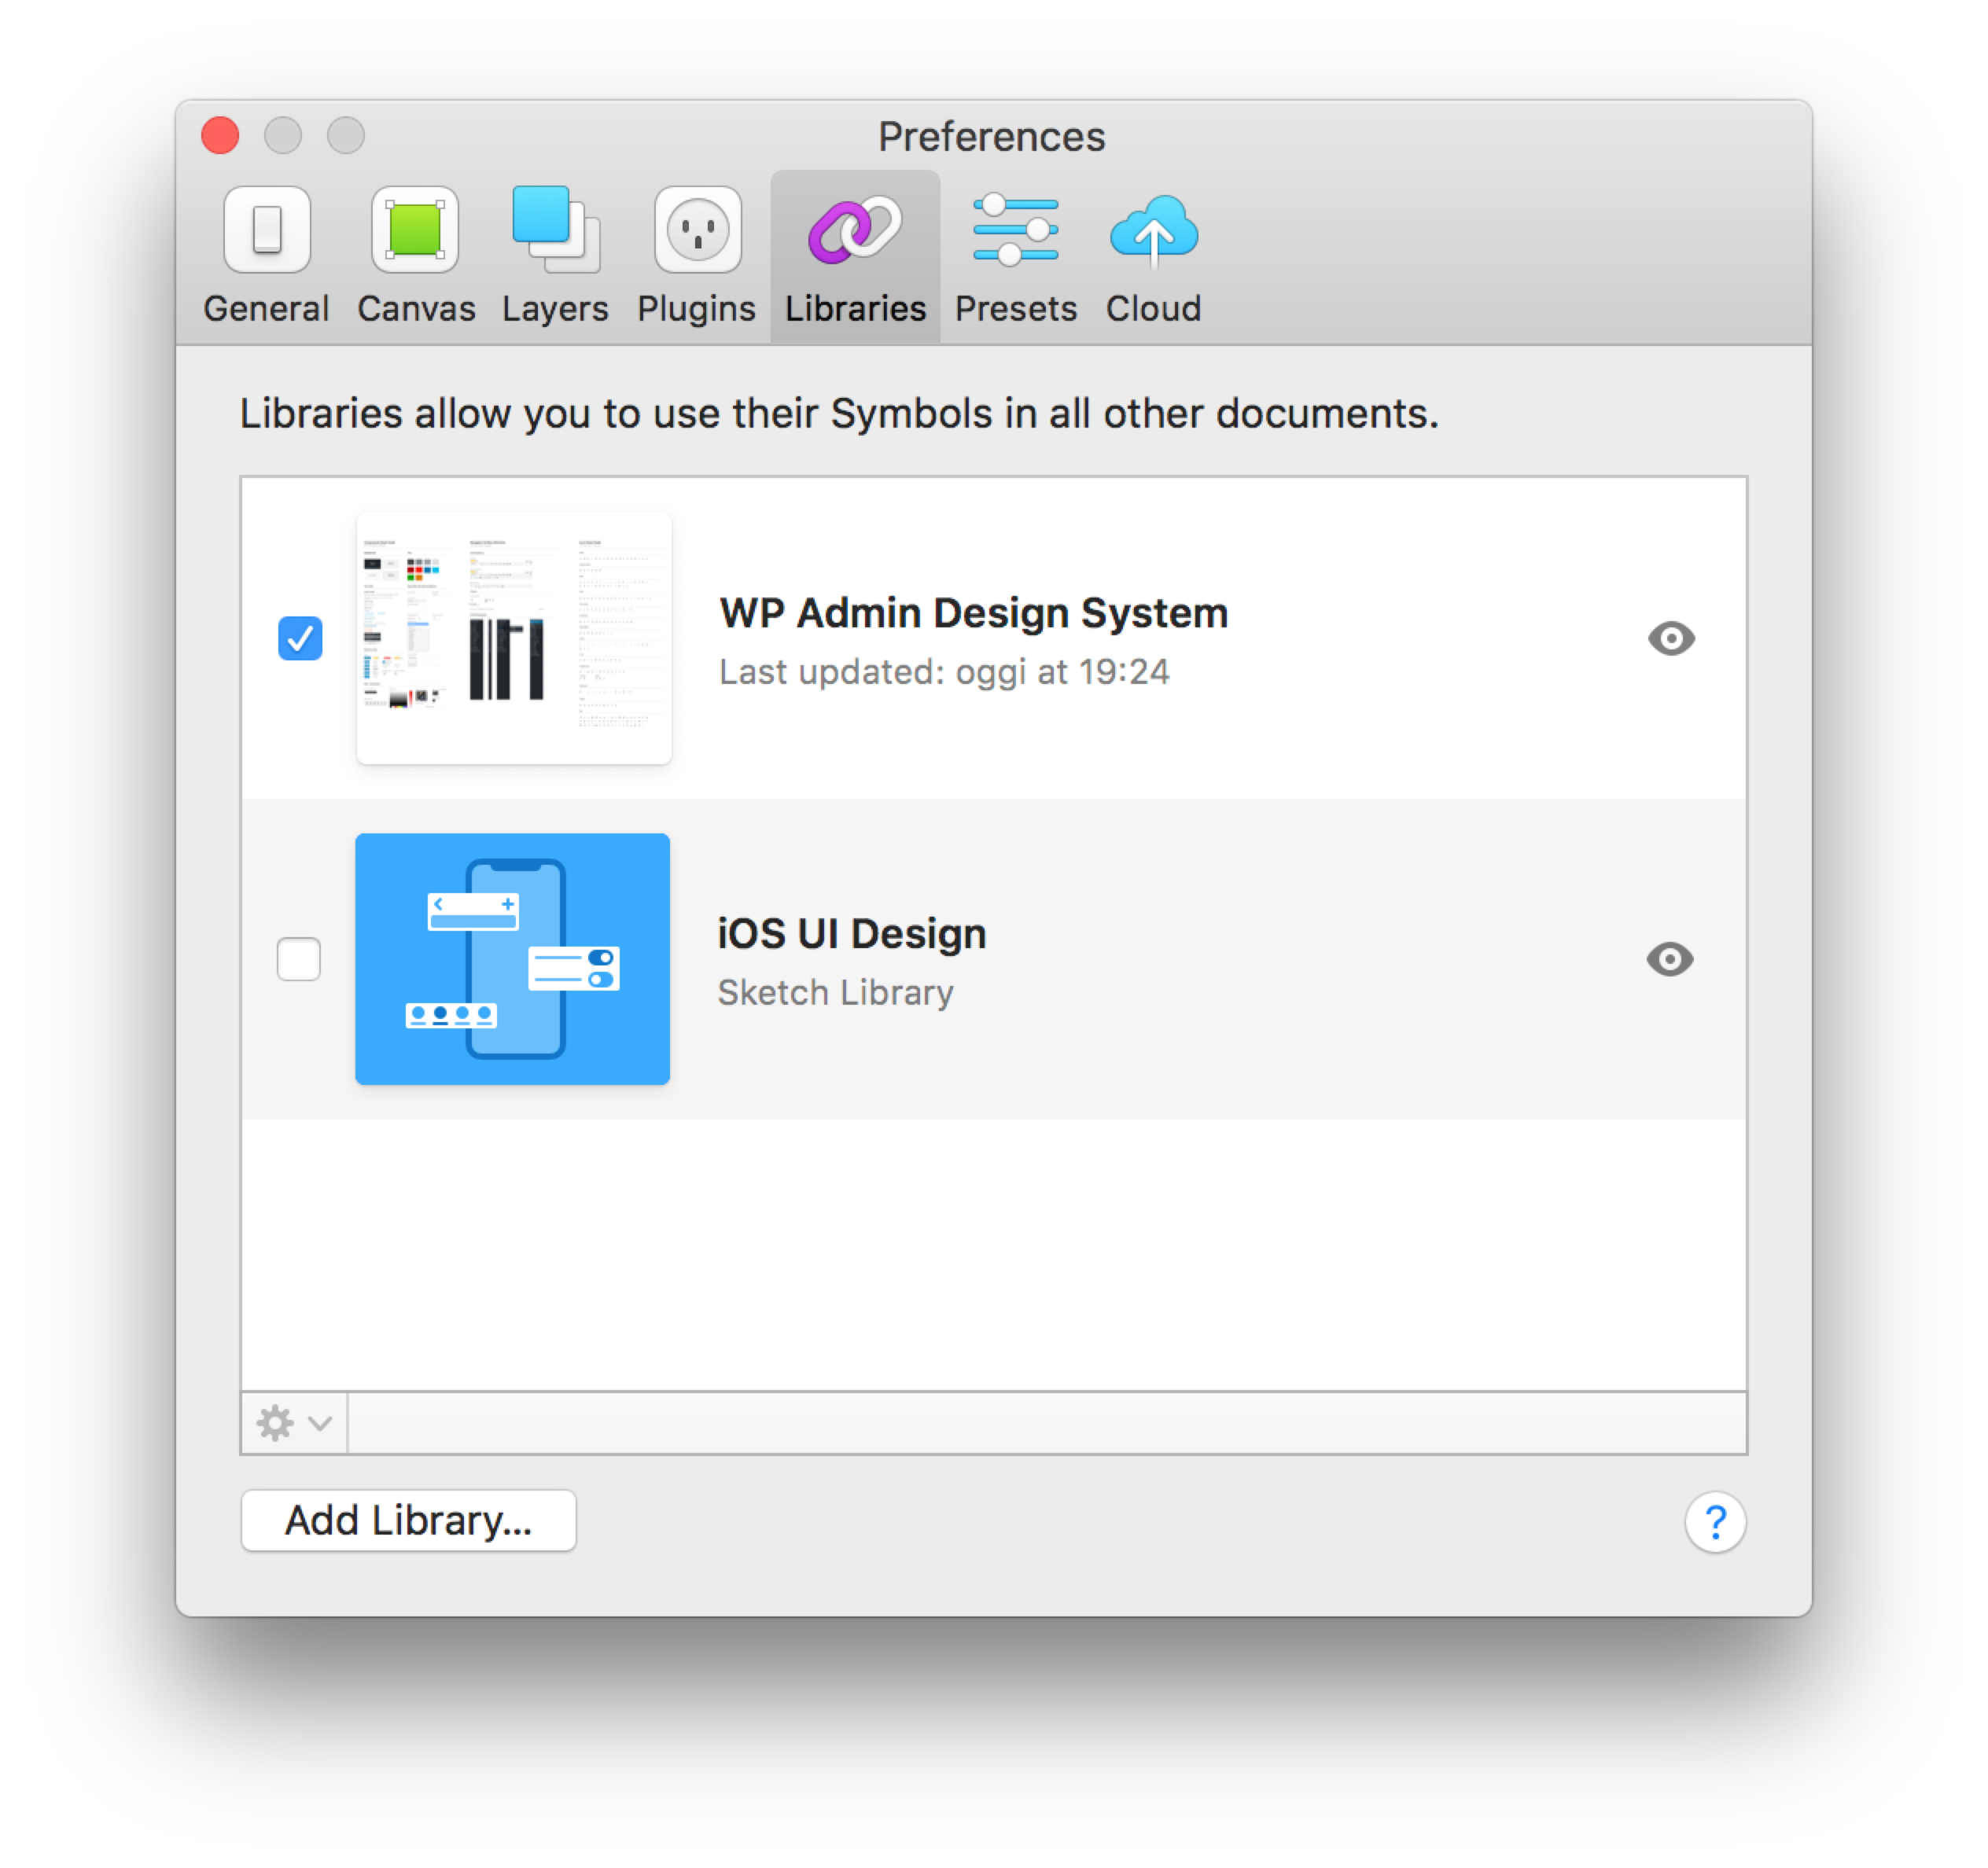 Preferences
General Canvas Layers Plugins Libraries Presets Cloud
Libraries allow you to use their Symbols in all other documents.
WP Admin Design System
Last updated: oggi at 19:24
iOS UI Design
Sketch Library
Add Library...
?